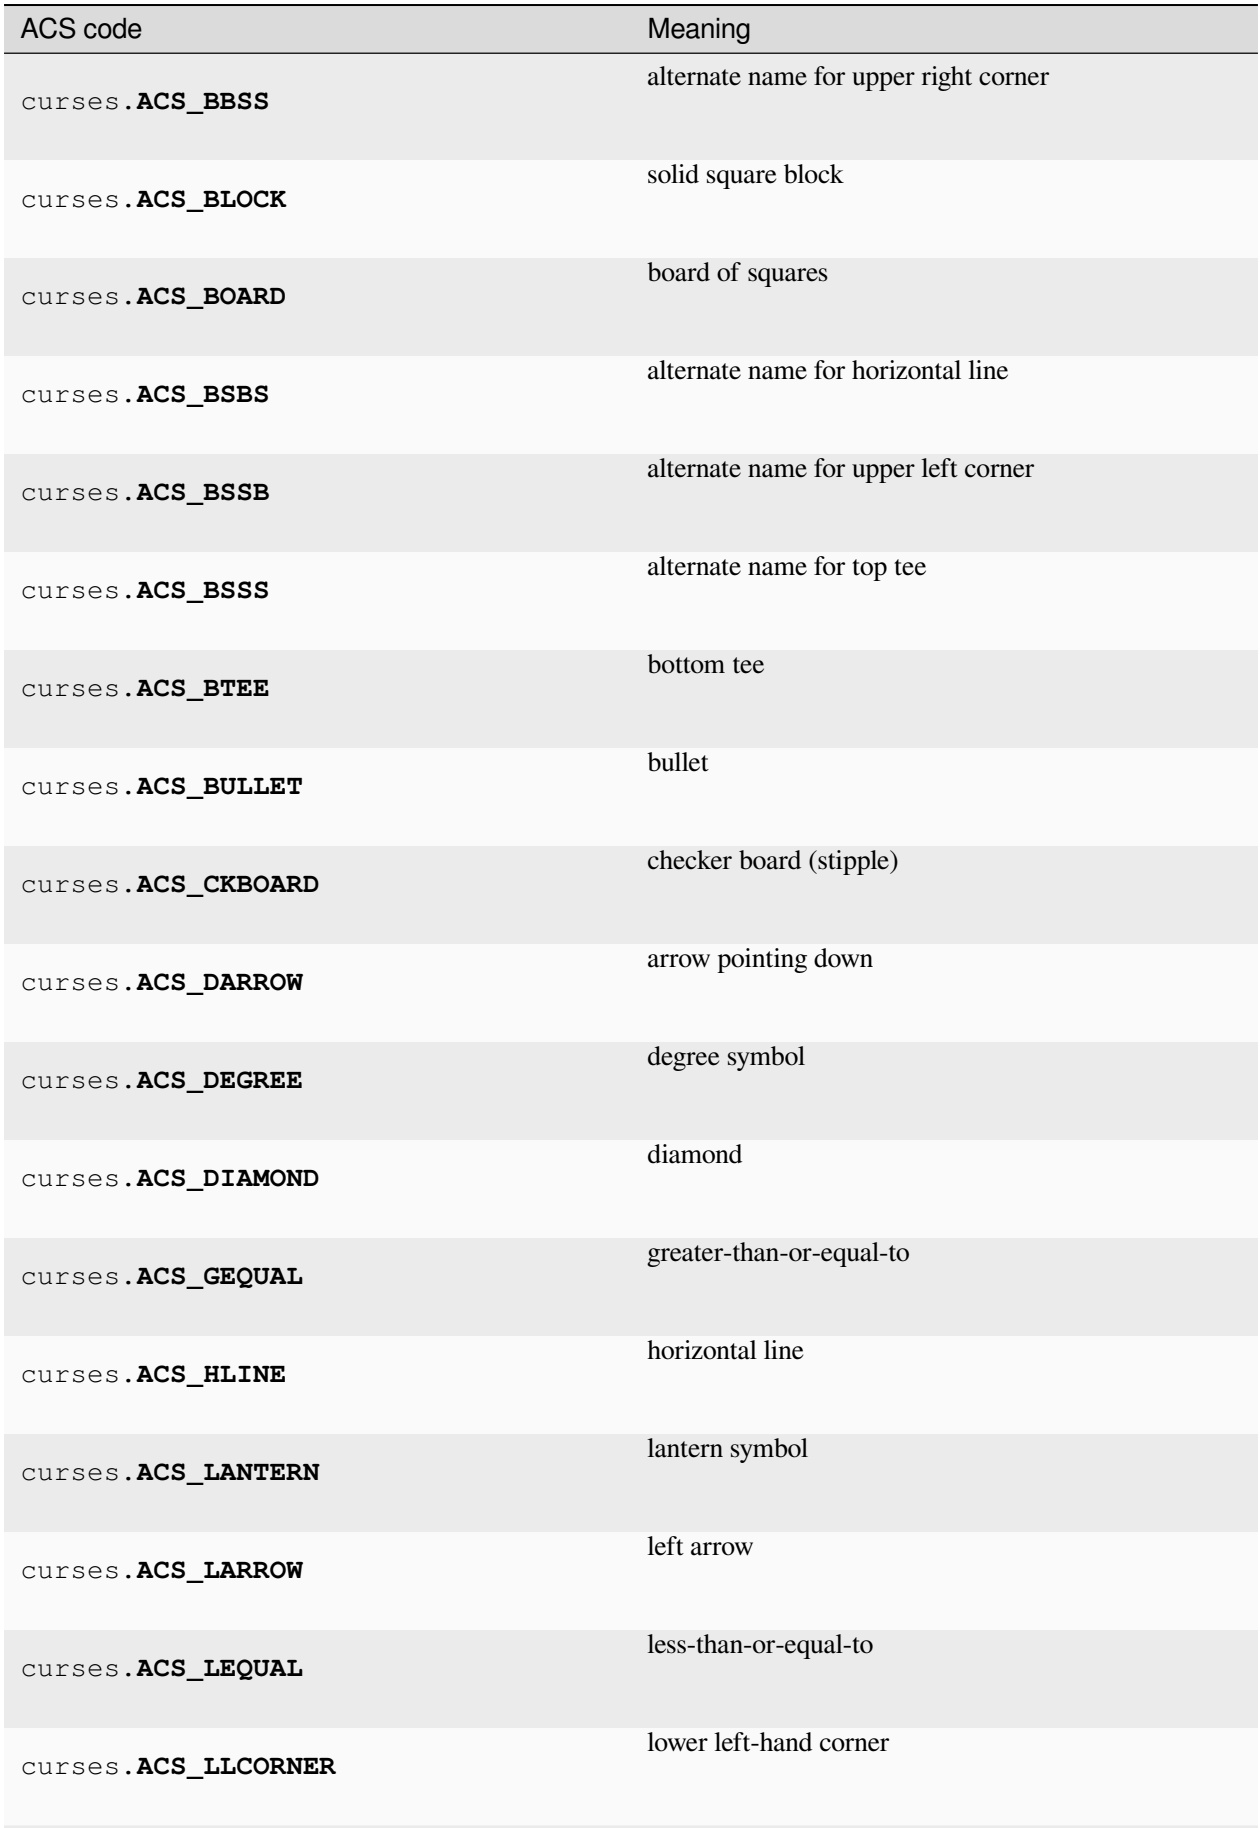 ACS code Meaning
curses.ACS_BBSS alternate name for upper right corner
curses.ACS_BLOCK solid square block
curses.ACS_BOARD board of squares
curses.ACS_BSBS alternate name for horizontal line
curses.ACS_BSSB alternate name for upper left corner
curses.ACS_BSSS alternate name for top tee
curses.ACS_BTEE bottom tee
curses.ACS_BULLET bullet
curses.ACS_CKBOARD checker board (stipple)
curses.ACS_DARROW arrow pointing down
curses.ACS_DEGREE degree symbol
curses.ACS_DIAMOND diamond
curses.ACS_GEQUAL greater-than-or-equal-to
curses.ACS_HLINE horizontal line
curses.ACS_LANTERN lantern symbol
curses.ACS_LARROW left arrow
curses.ACS_LEQUAL less-than-or-equal-to
curses.ACS_LLCORNER lower left-hand corner